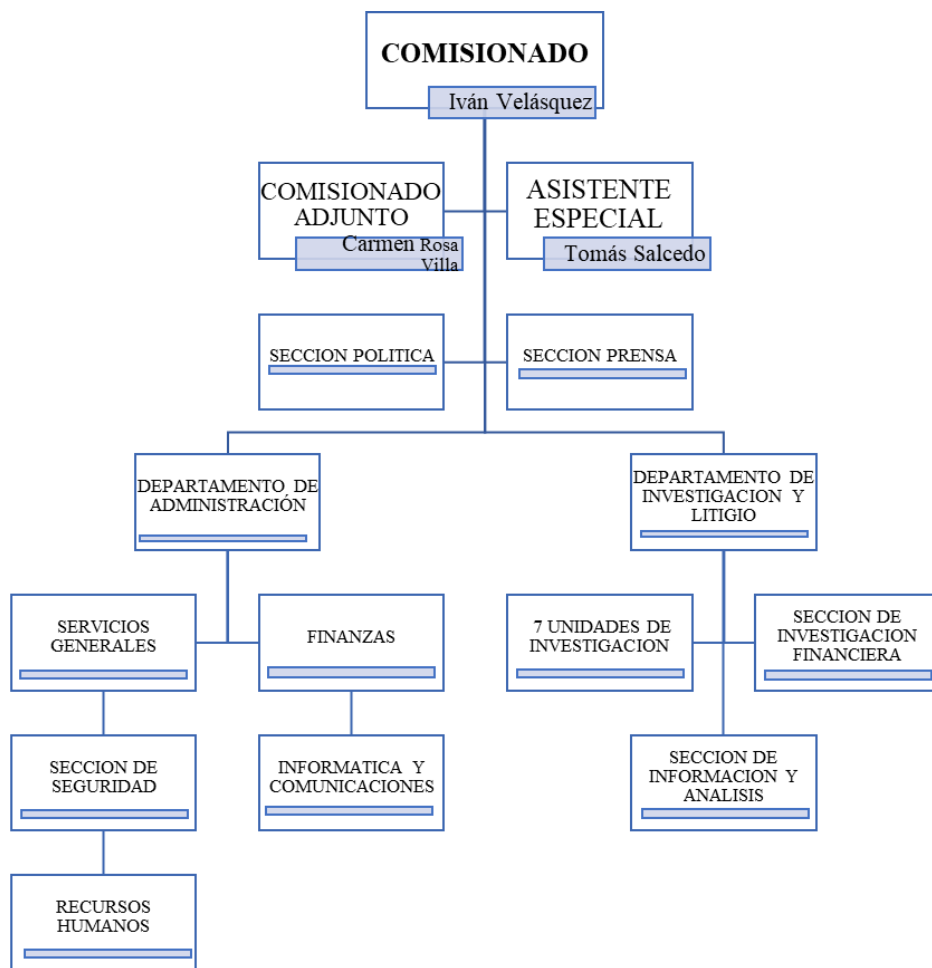 COMISIONADO
Iván Velásquez
COMISIONADO
ADJUNTO
Carmen Rosa
Villa
ASISTENTE
ESPECIAL
Tomás Salcedo
SECCION POLITICA
SECCION PRENSA
DEPARTAMENTO DE
ADMINISTRACIÓN
DEPARTAMENTO DE
INVESTIGACION Y
LITIGIO
SERVICIOS
GENERALES
FINANZAS
7 UNIDADES DE
INVESTIGACION
SECCION DE
INVESTIGACION
FINANCIERA
SECCION DE
SEGURIDAD
INFORMATICA Y
COMUNICACIONES
SECCION DE
INFORMACION Y
ANALISIS
RECURSOS
HUMANOS